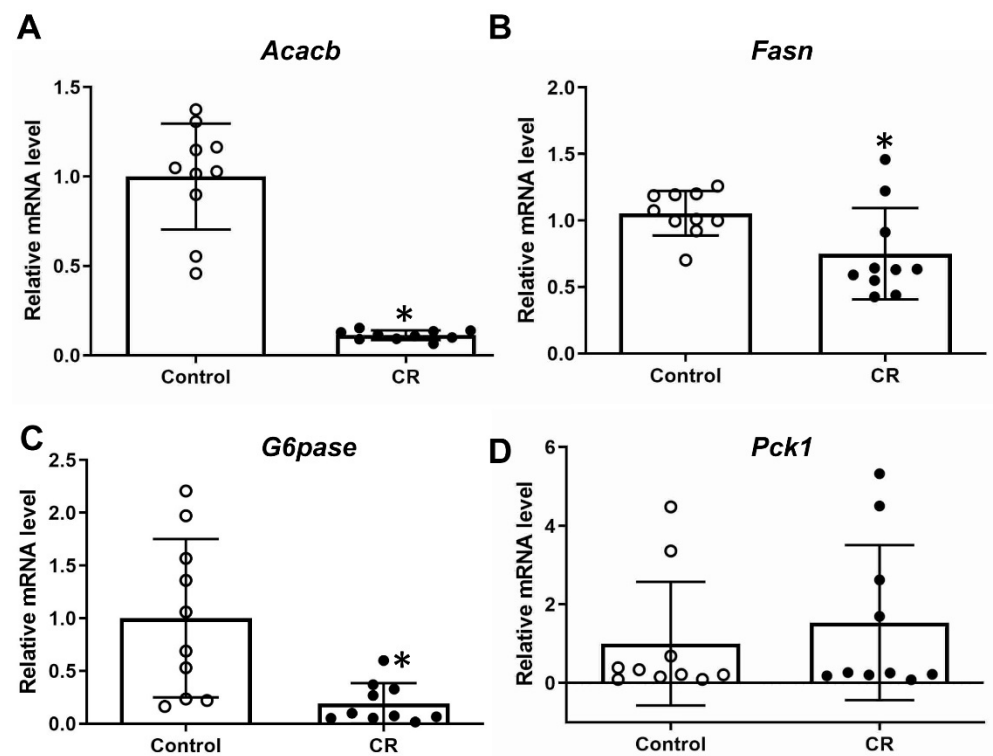 A
Acacb
Relative mRNA level
1.5
1.0
0.5
0.0
*
Control
CR
B
Fasn
Relative mRNA level
2.0
1.5
1.0
0.5
0.0
*
Control
CR
C
G6pase
Relative mRNA level
2.5
2.0
1.5
1.0
0.5
0.0
*
Control
CR
D
Pck1
Relative mRNA level
6
4
2
0
Control
CR